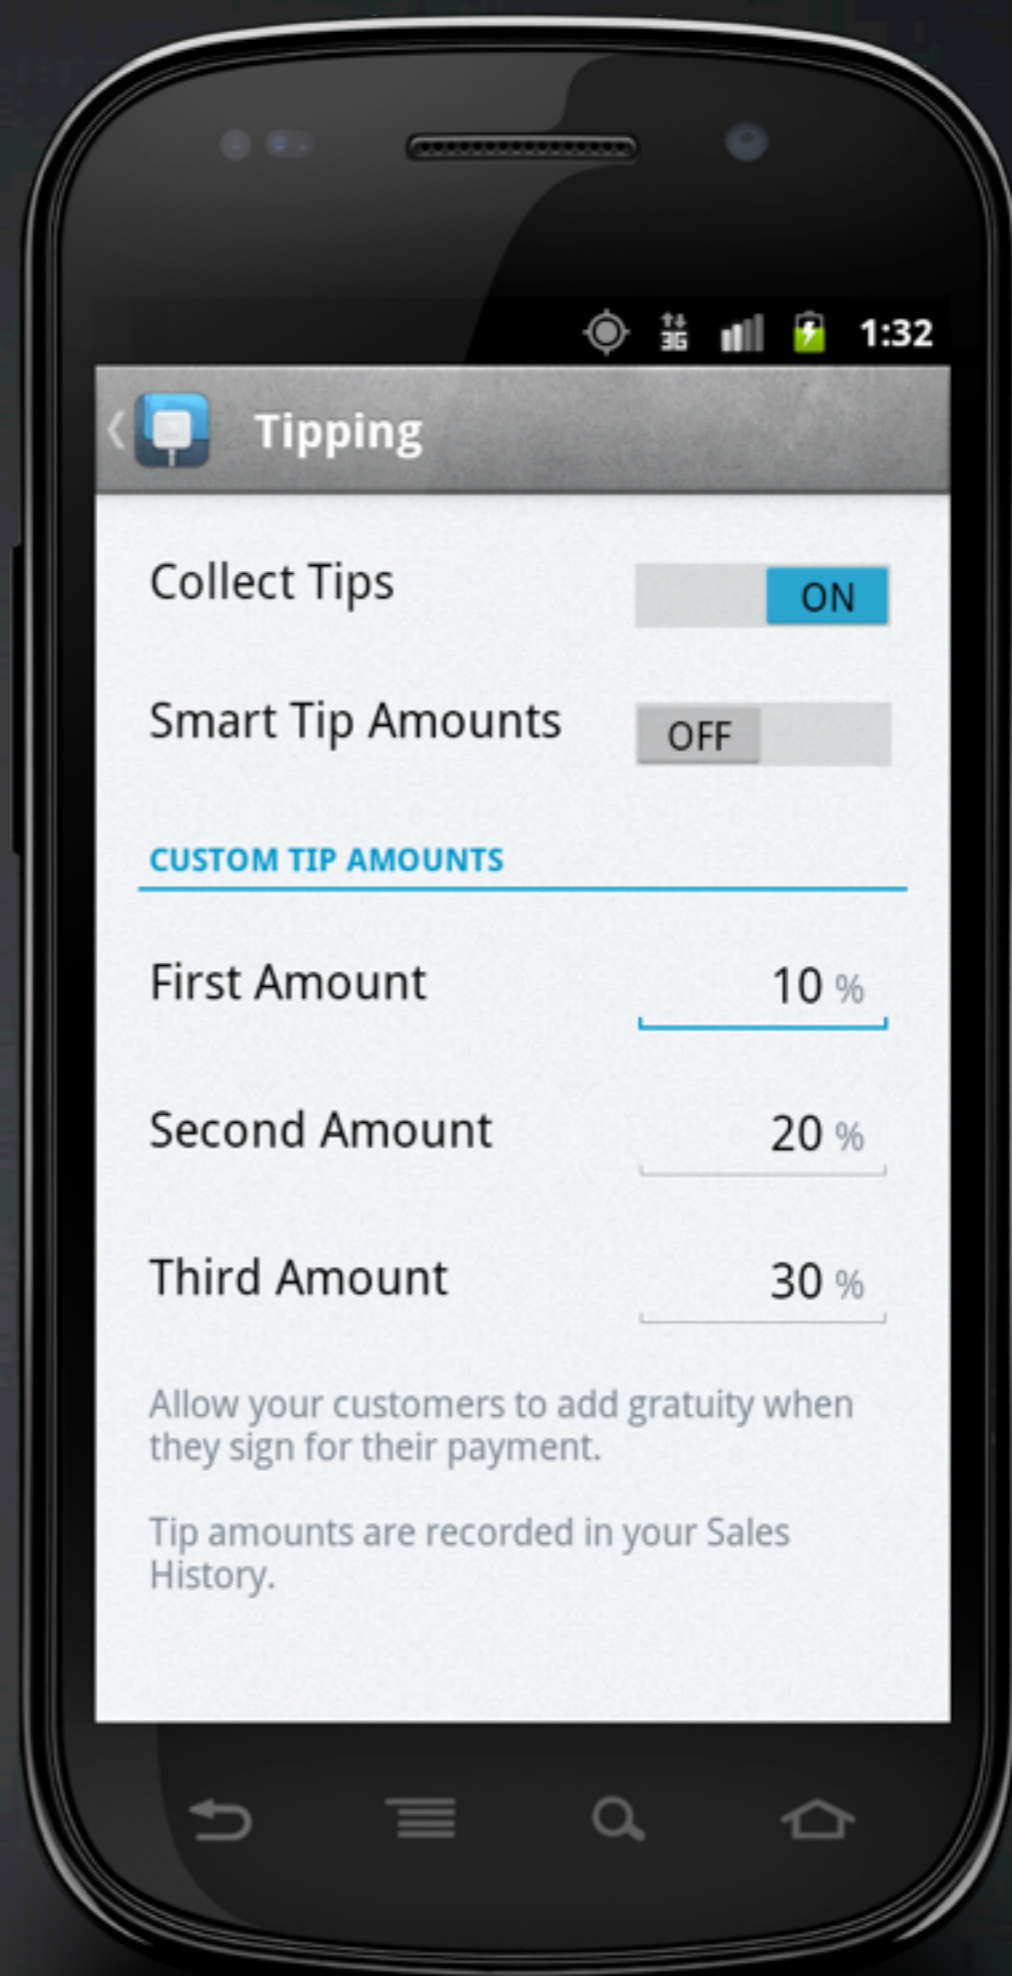 3G 1:32
Tipping
Collect Tips ON
Smart Tip Amounts OFF
CUSTOM TIP AMOUNTS
First Amount 10 %
Second Amount 20 %
Third Amount 30 %
Allow your customers to add gratuity when
they sign for their payment.
Tip amounts are recorded in your Sales
History.